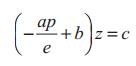 (-ap/e + b) z = c